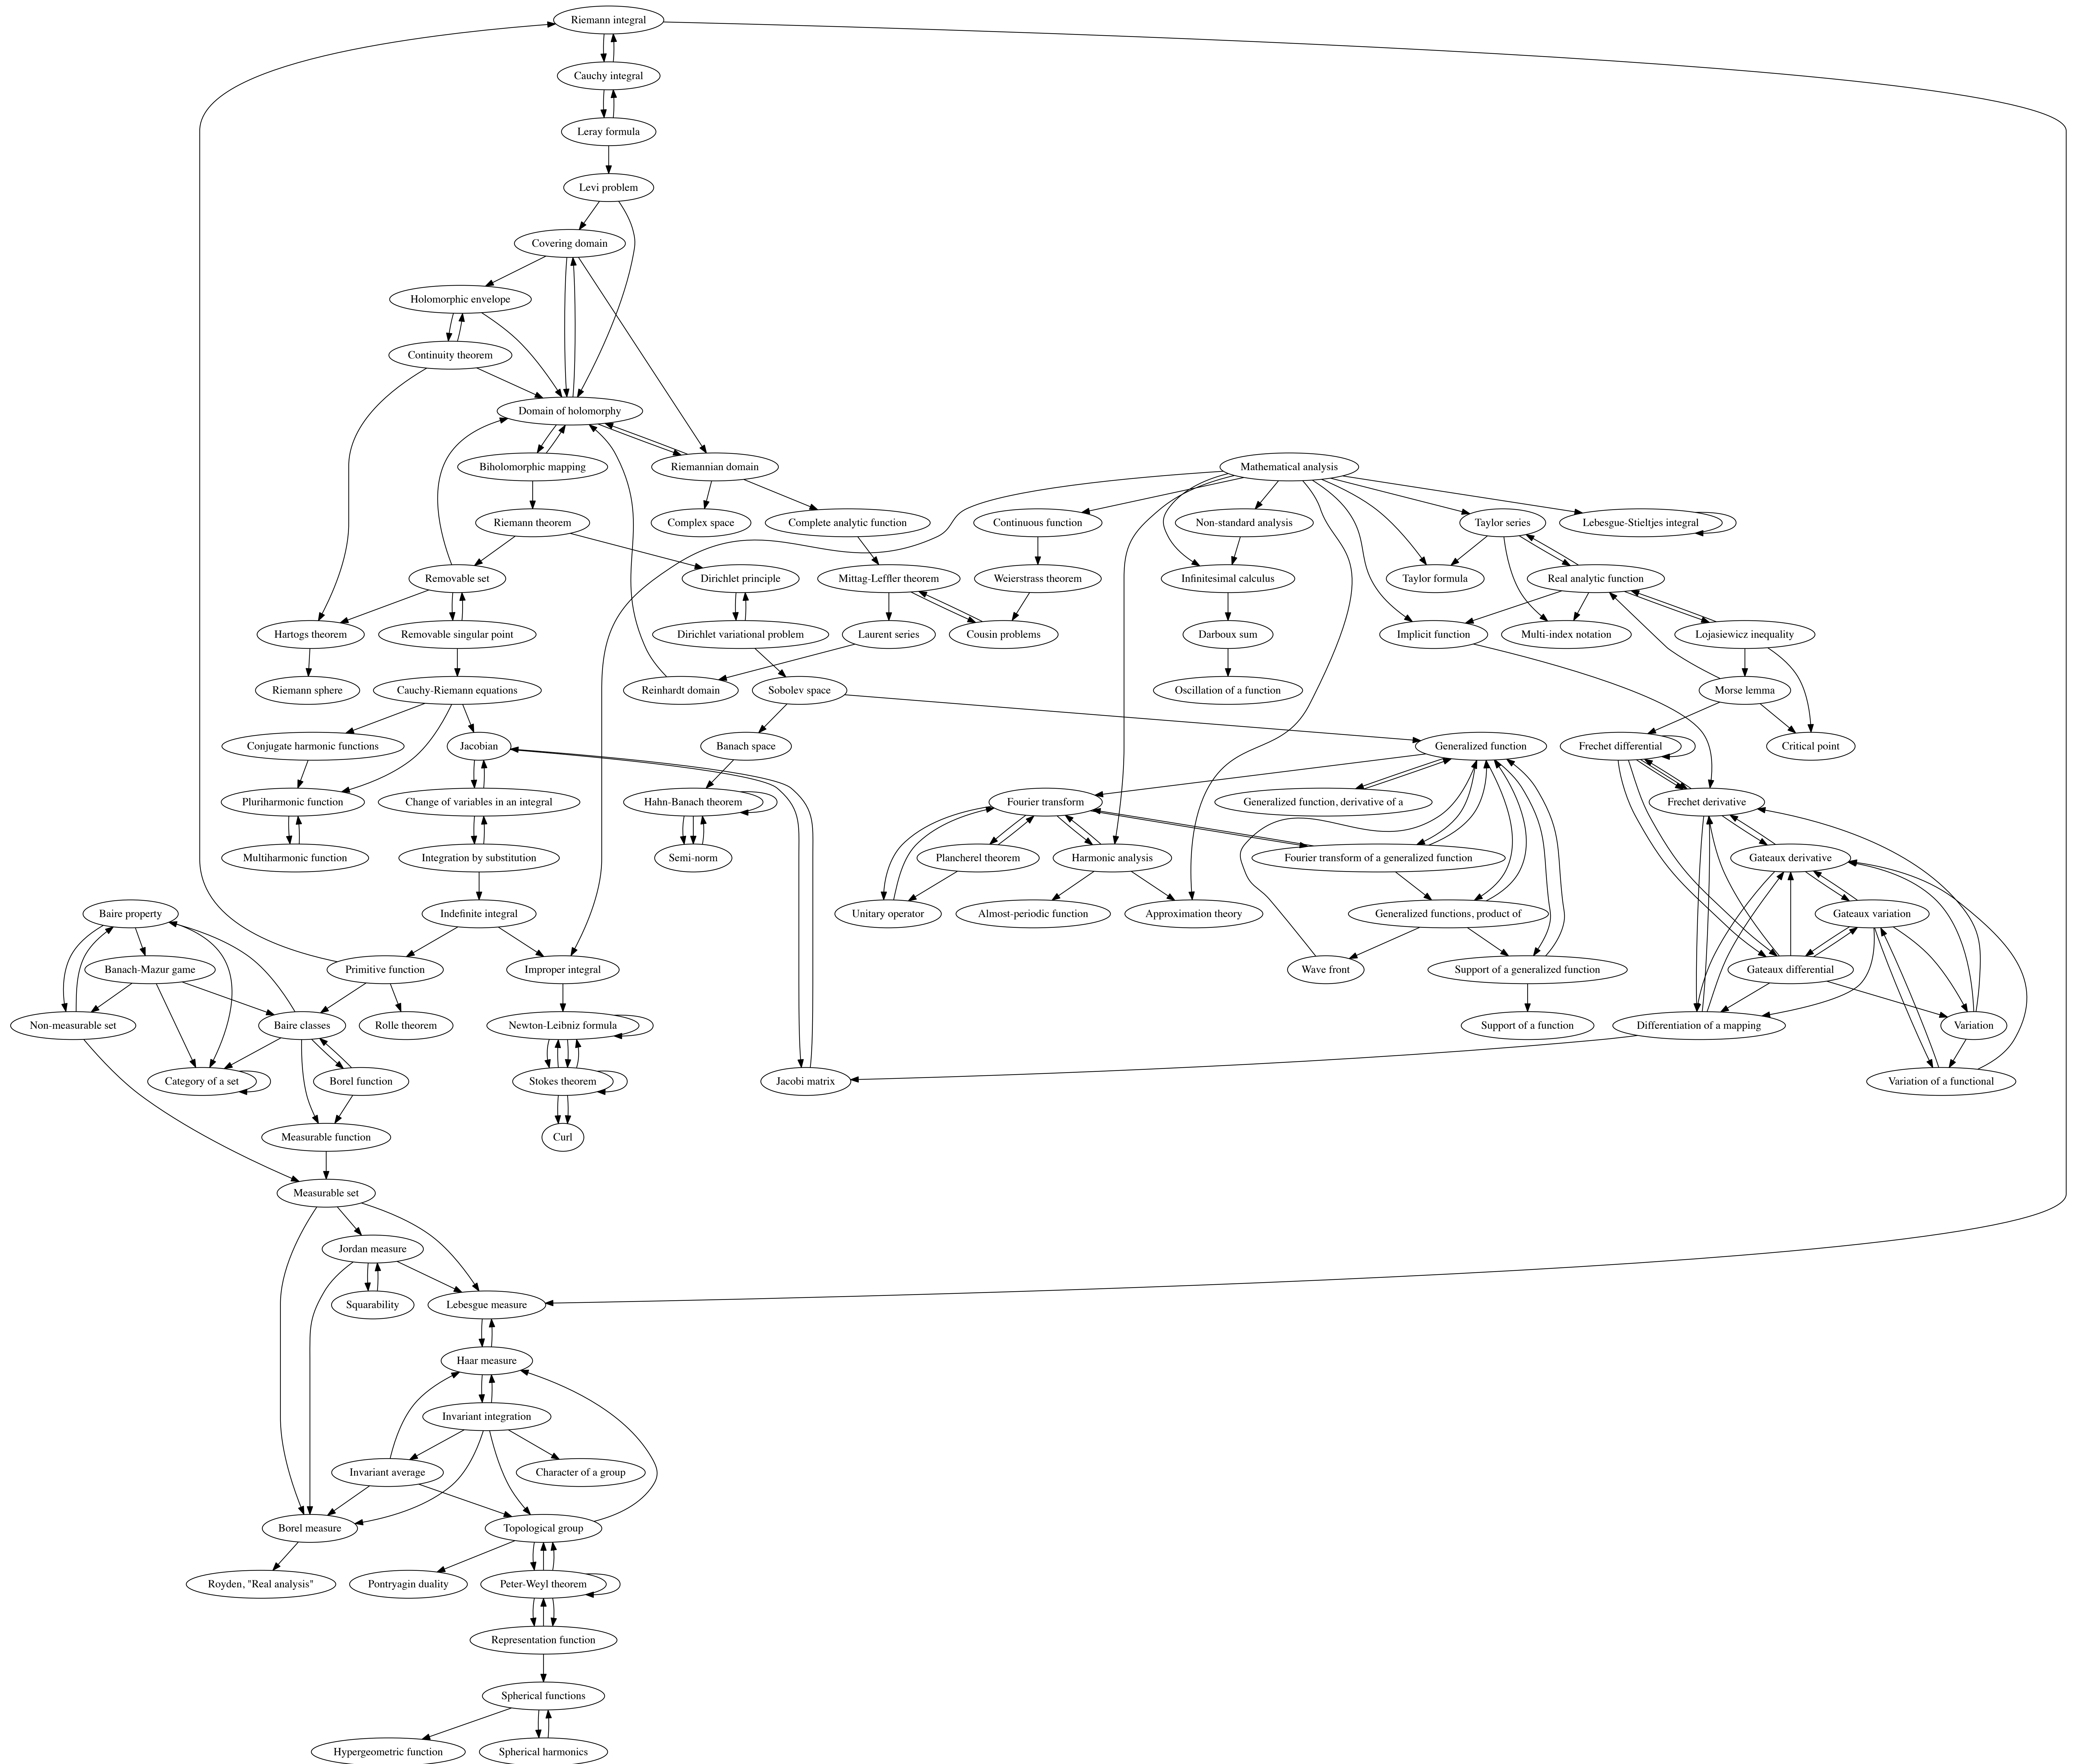 Riemann integral
Cauchy integral
Leray formula
Levi problem
Covering domain
Holomorphic envelope
Continuity theorem
Domain of holomorphy
Biholomorphic mapping
Riemannian domain
Mathematical analysis
Riemann theorem
Complex space
Complete analytic function
Continuous function
Non-standard analysis
Taylor series
Lebesgue-Stieltjes integral
Removable set
Dirichlet principle
Mittag-Leffler theorem
Weierstrass theorem
Infinitesimal calculus
Taylor formula
Real analytic function
Hartogs theorem
Removable singular point
Dirichlet variational problem
Laurent series
Cousin problems
Darboux sum
Implicit function
Multi-index notation
Lojasiewicz inequality
Riemann sphere
Cauchy-Riemann equations
Reinhardt domain
Sobolev space
Oscillation of a function
Morse lemma
Conjugate harmonic functions
Jacobian
Banach space
Generalized function
Frechet differential
Critical point
Pluriharmonic function
Change of variables in an integral
Hahn-Banach theorem
Fourier transform
Generalized function, derivative of a
Frechet derivative
Multiharmonic function
Integration by substitution
Semi-norm
Plancherel theorem
Harmonic analysis
Fourier transform of a generalized function
Gateaux derivative
Baire property
Indefinite integral
Unitary operator
Almost-periodic function
Approximation theory
Generalized functions, product of
Gateaux variation
Banach-Mazur game
Primitive function
Improper integral
Wave front
Support of a generalized function
Gateaux differential
Non-measurable set
Baire classes
Rolle theorem
Newton-Leibniz formula
Support of a function
Differentiation of a mapping
Variation
Category of a set
Borel function
Stokes theorem
Jacobi matrix
Variation of a functional
Measurable function
Curl
Measurable set
Jordan measure
Squarability
Lebesgue measure
Haar measure
Invariant integration
Invariant average
Character of a group
Borel measure
Topological group
Royden, "Real analysis"
Pontryagin duality
Peter-Weyl theorem
Representation function
Spherical functions
Hypergeometric function
Spherical harmonics